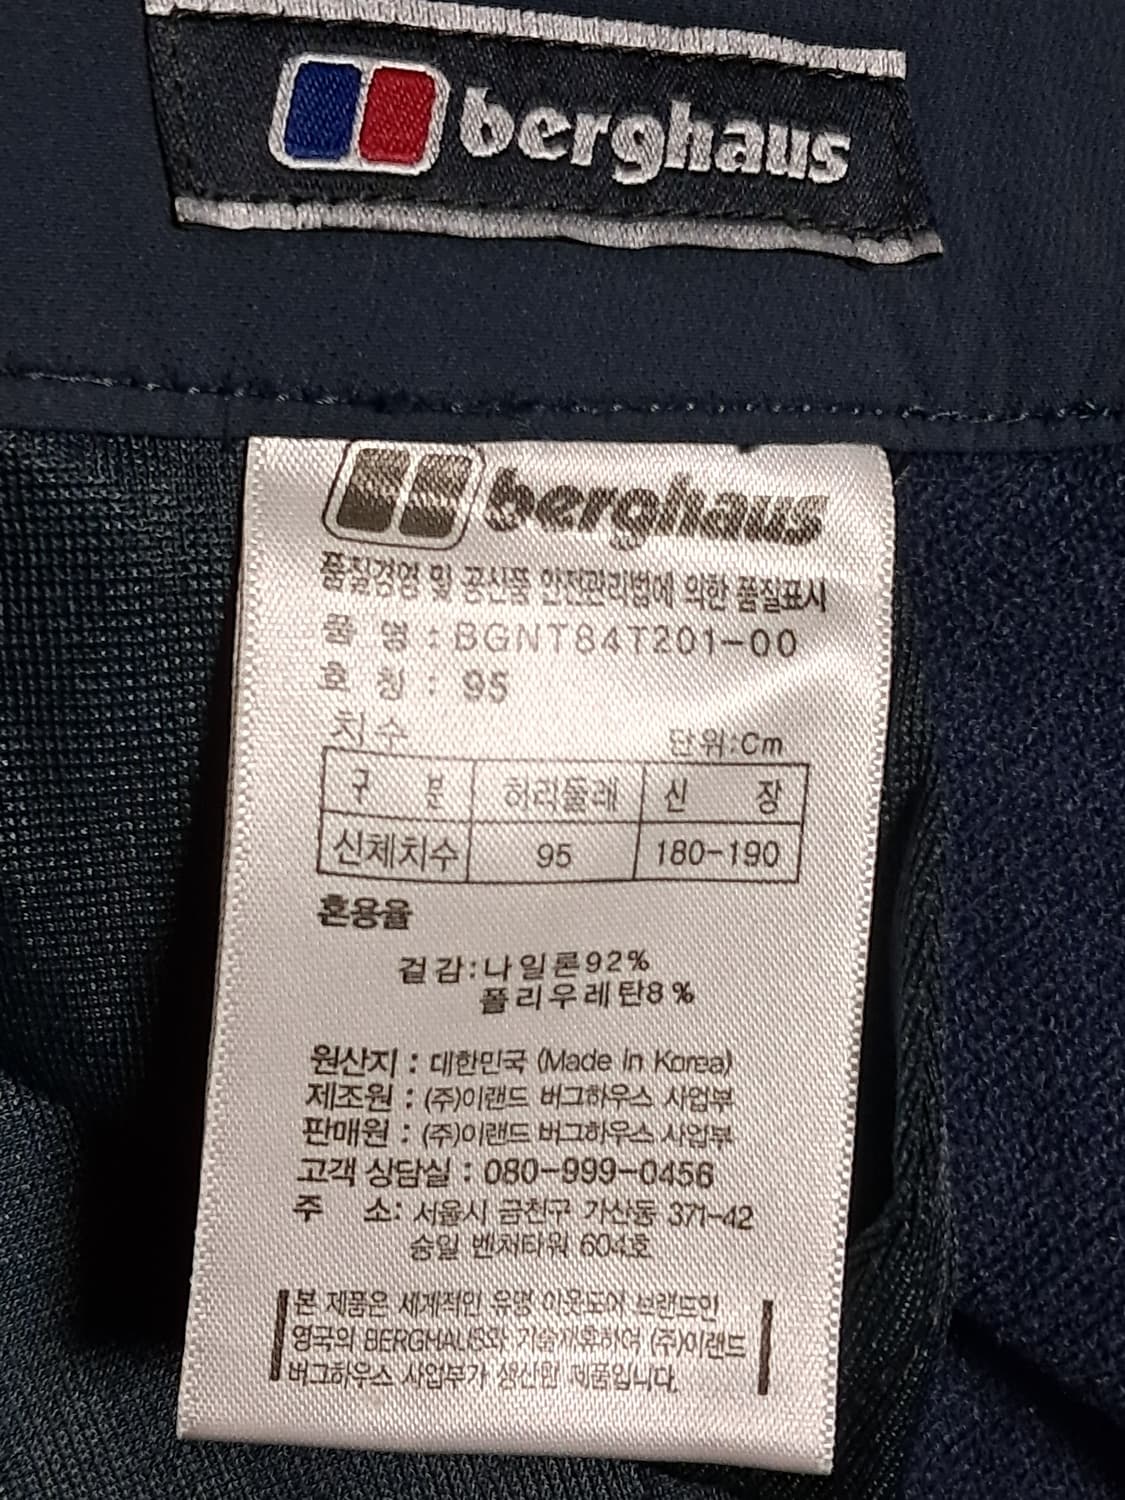 berghaus
berghaus
품질경영 및 공산품 안전관리법에 의한 품질표시
품 명 : BGNT84T201-00
호 칭 : 95
치수
단위:Cm
구 분 허리둘레 신 장
신체치수 95 180-190
혼용율
겉감:나일론92%
폴리우레탄8%
원산지 : 대한민국 (Made in Korea)
제조원 : (주)이랜드 버그하우스 사업부
판매원 : (주)이랜드 버그하우스 사업부
고객 상담실 : 080-999-0456
주 소: 서울시 금천구 가산동 371-42
승일 벤처타워 604호
본 제품은 세계적인 유명 아웃도어 브랜드인
영국의 BERGHAUS와 기술제휴하여 (주)이랜드
버그하우스 사업부가 생산한 제품입니다.